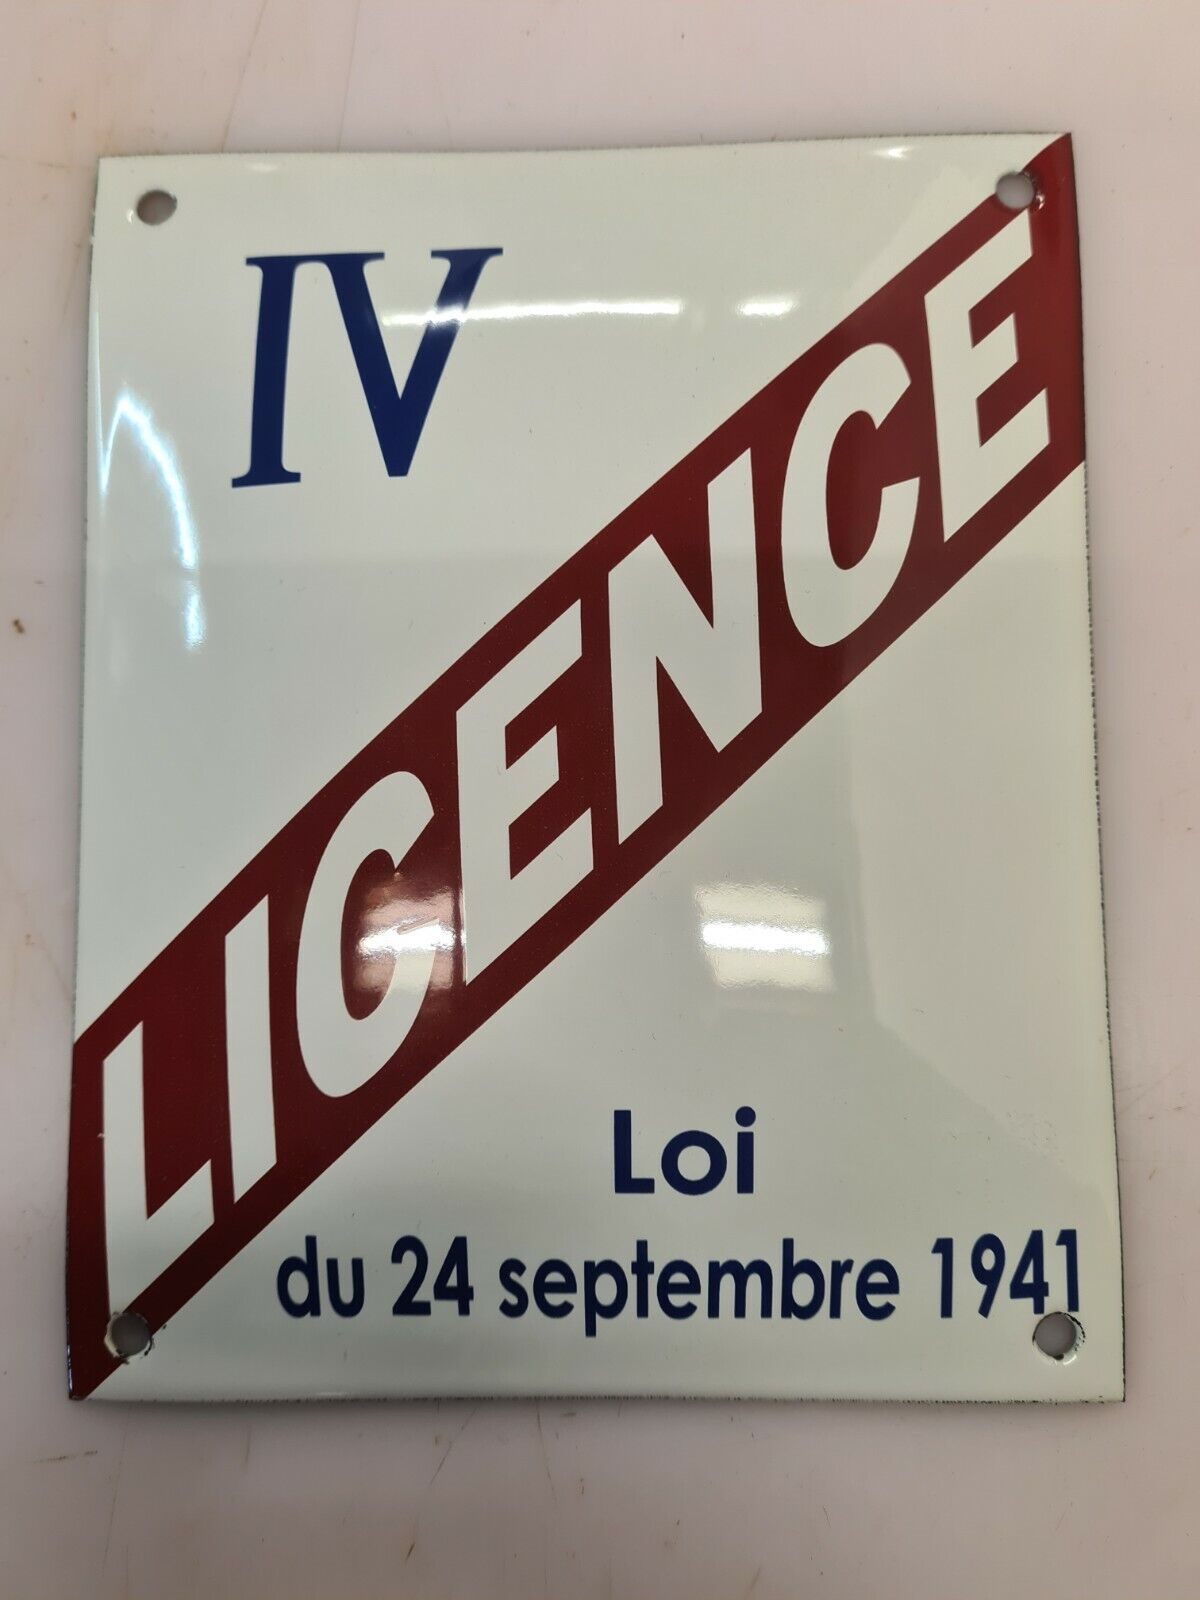 IV
LICENCE
Loi
du 24 septembre 1941